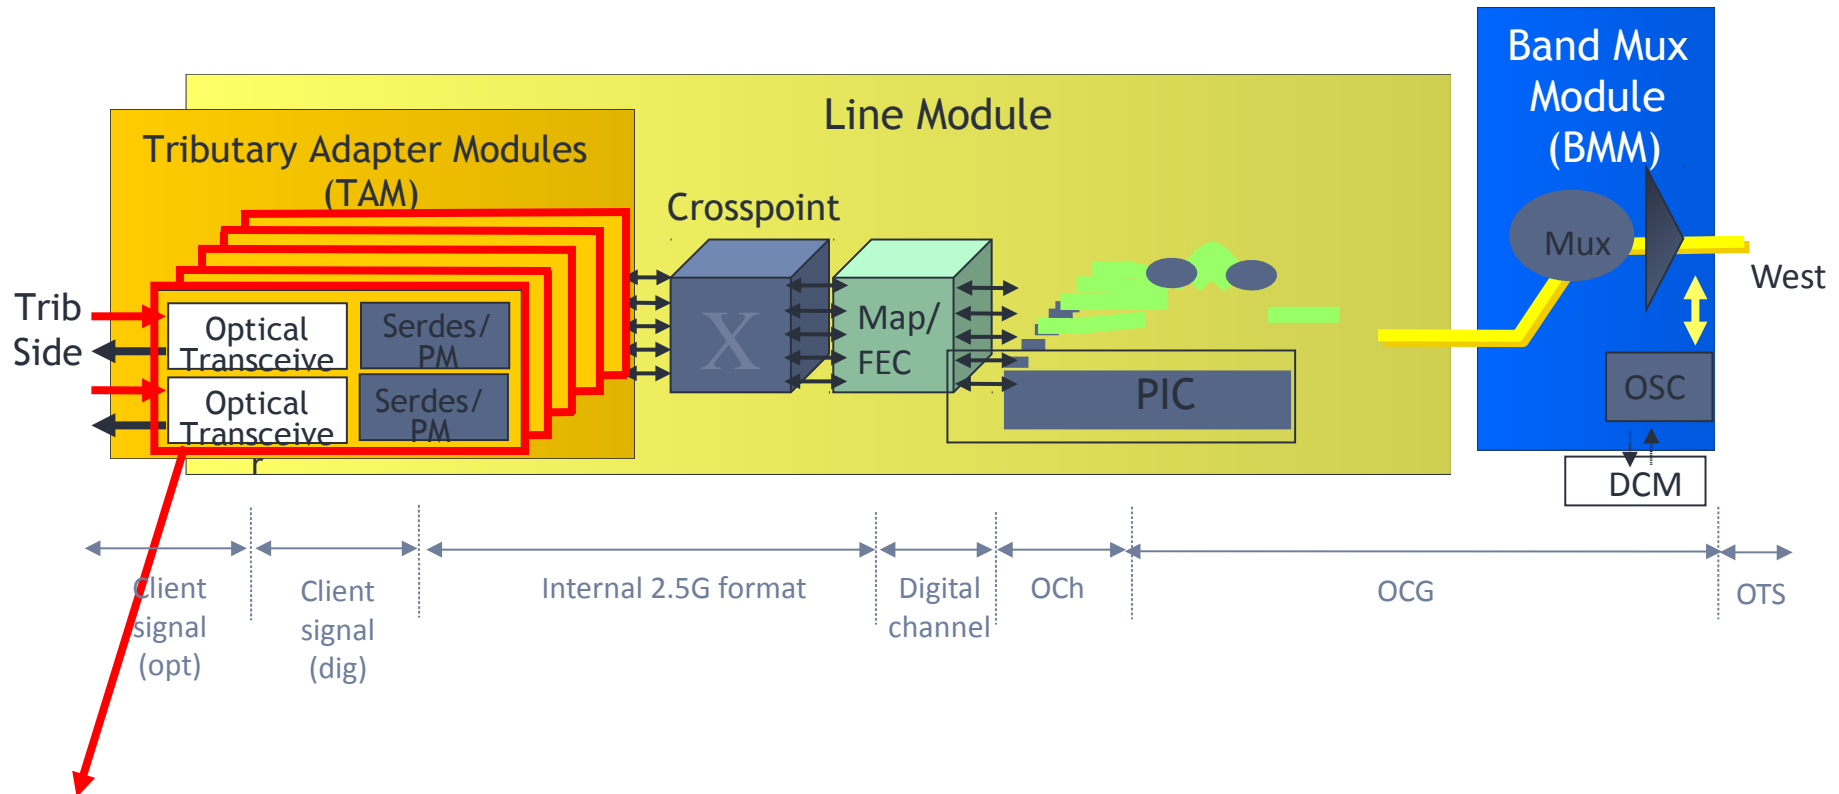 Band Mux
Module
(BMM)
Line Module
Tributary Adapter Modules
(TAM)
Crosspoint
Mux
West
Trib
Side
Optical
Transceive
r
Serdes/
PM
Optical
Transceive
r
Serdes/
PM
X
Map/
FEC
PIC
OSC
DCM
Client
signal
(opt)
Client
signal
(dig)
Internal 2.5G format
Digital
channel
OCh
OCG
OTS